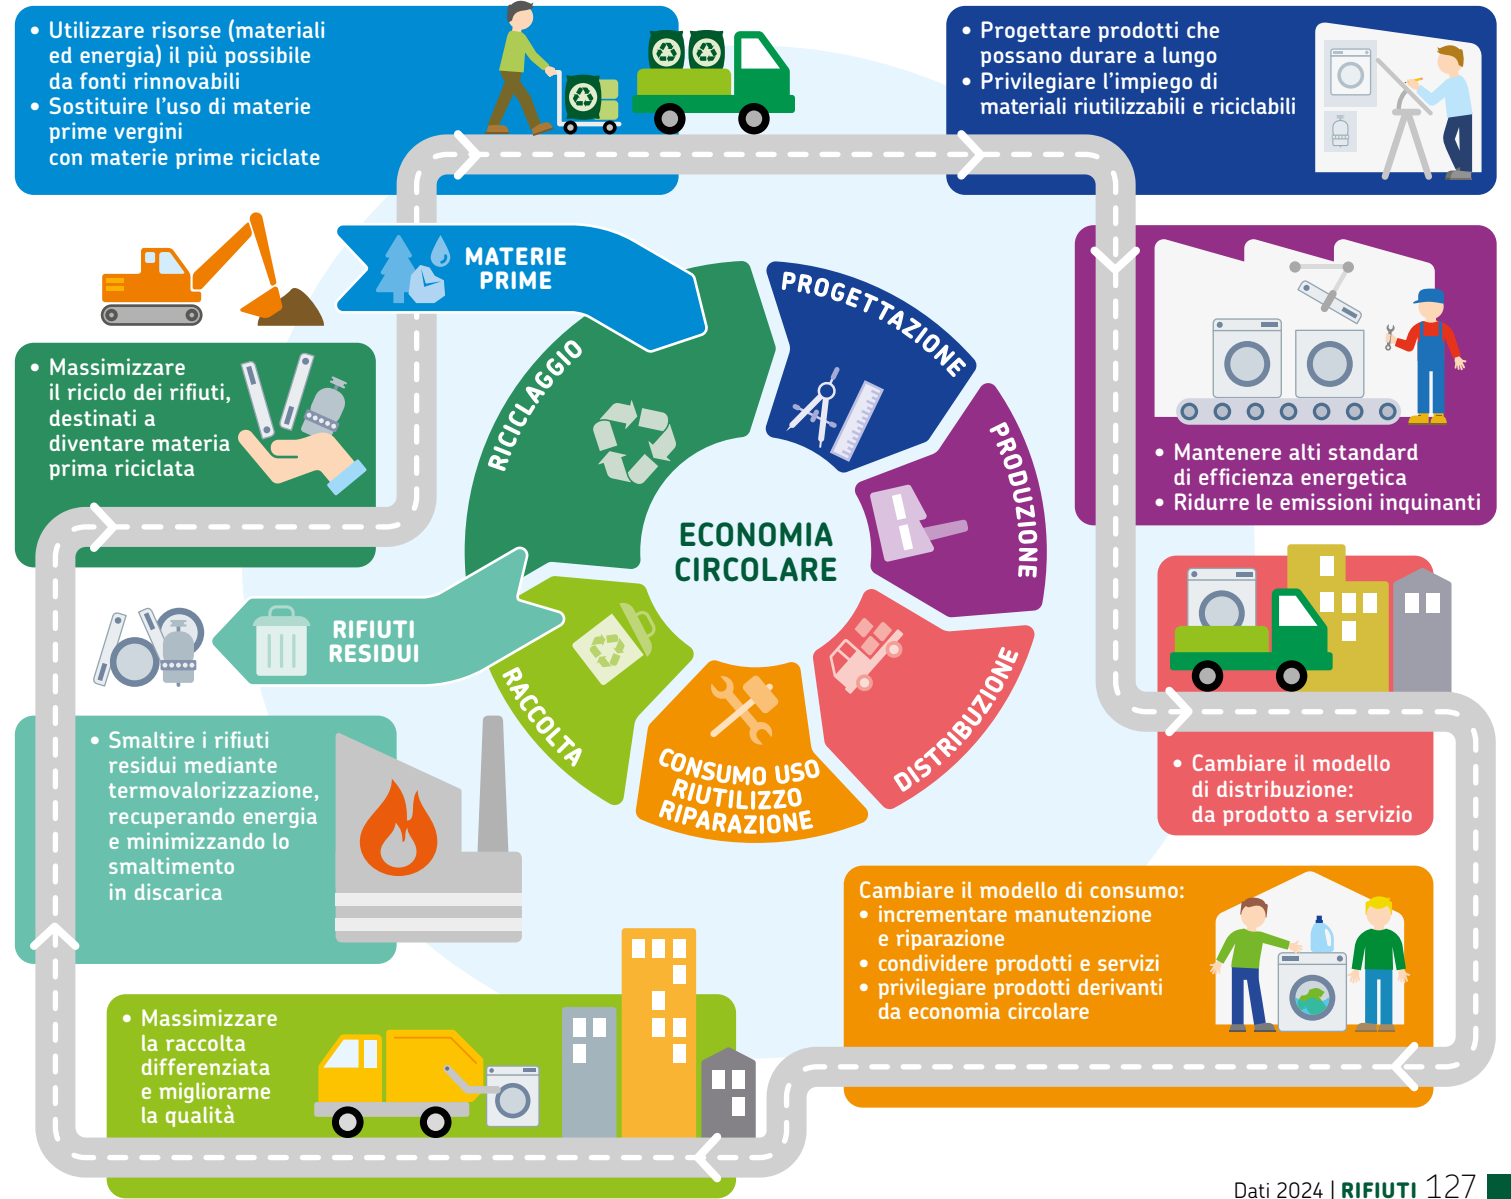 • Utilizzare risorse (materiali
ed energia) il più possibile
da fonti rinnovabili
• Sostituire l'uso di materie
prime vergini
con materie prime riciclate
• Progettare prodotti che
possano durare a lungo
• Privilegiare l'impiego di
materiali riutilizzabili e riciclabili
MATERIE
PRIME
• Massimizzare
il riciclo dei rifiuti,
destinati a
diventare materia
prima riciclata
RICICLAGGIO
PROGETTAZIONE
PRODUZIONE
• Mantenere alti standard
di efficienza energetica
• Ridurre le emissioni inquinanti
ECONOMIA
CIRCOLARE
RIFIUTI
RESIDUI
RACCOLTA
CONSUMO USO
RIUTILIZZO
RIPARAZIONE
DISTRIBUZIONE
• Cambiare il modello
di distribuzione:
da prodotto a servizio
• Smaltire i rifiuti
residui mediante
termovalorizzazione,
recuperando energia
e minimizzando lo
smaltimento
in discarica
Cambiare il modello di consumo:
• incrementare manutenzione
e riparazione
• condividere prodotti e servizi
• privilegiare prodotti derivanti
da economia circolare
• Massimizzare
la raccolta
differenziata
e migliorarne
la qualità
Dati 2024 | RIFIUTI 127